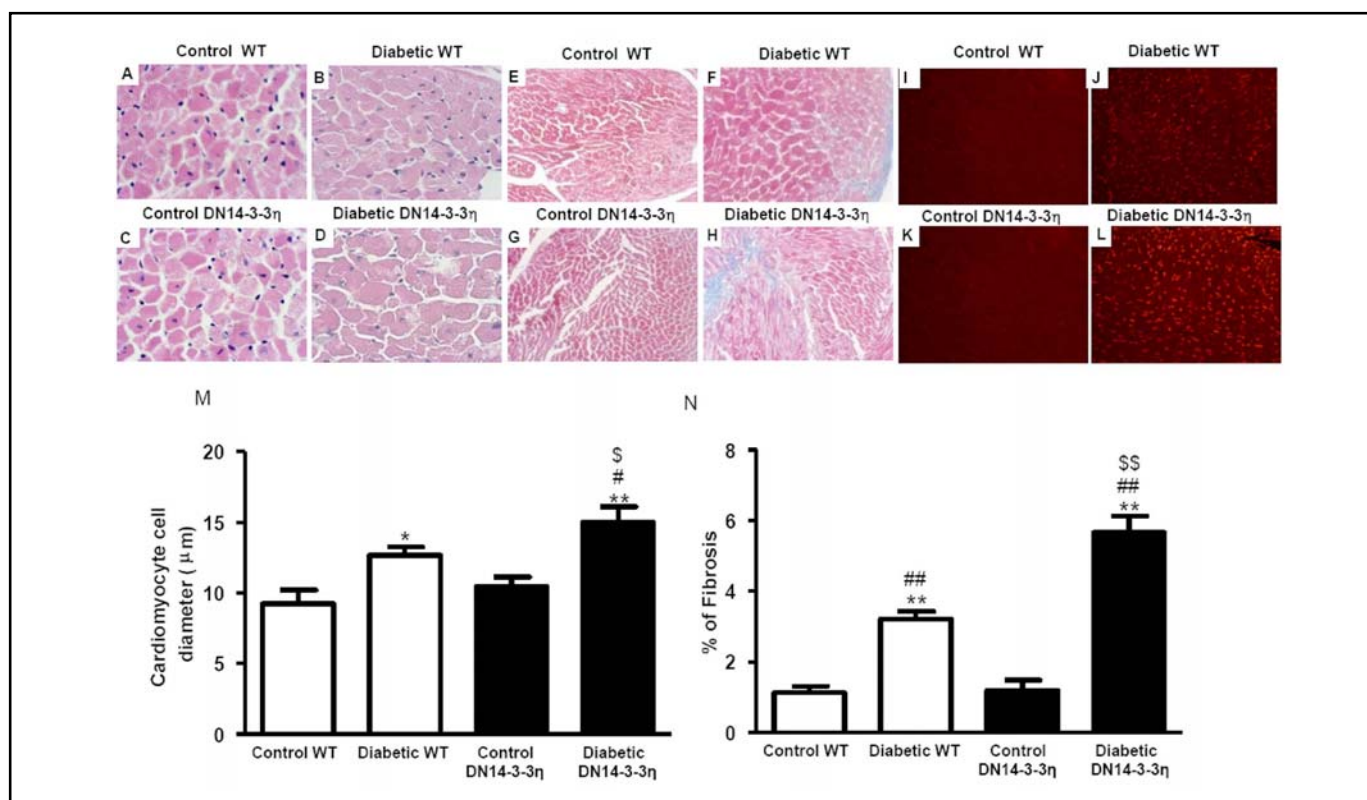 Control WT
Diabetic WT
Control WT
Diabetic WT
Control WT
Diabetic WT
A
B
E
F
I
J
Control DN14-3-3η
Diabetic DN14-3-3η
Control DN14-3-3η
Diabetic DN14-3-3η
Control DN14-3-3η
Diabetic DN14-3-3η
C
D
G
H
K
L
M
Cardiomyocyte cell
diameter ( μm)
20
15
10
5
0
*
$
#
**
Control WT
Diabetic WT
Control
DN14-3-3η
Diabetic
DN14-3-3η
N
% of Fibrosis
8
6
4
2
0
##
**
$$
##
**
Control WT
Diabetic WT
Control
DN14-3-3η
Diabetic
DN14-3-3η